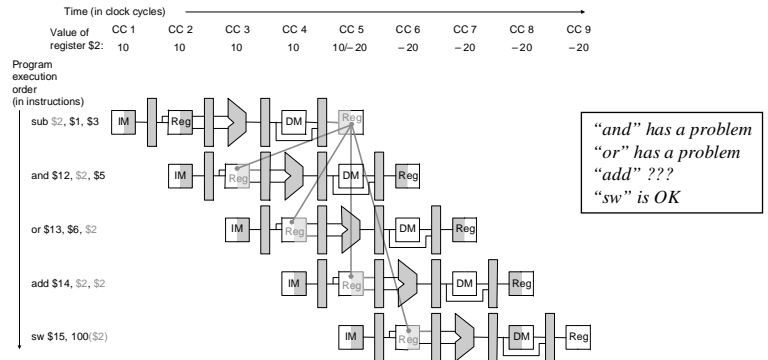 Time (in clock cycles)
CC 1 CC 2 CC 3 CC 4 CC 5 CC 6 CC 7 CC 8 CC 9
Value of
register $2: 10 10 10 10 10/– 20 – 20 – 20 – 20 – 20
Program
execution
order
(in instructions)
sub $2, $1, $3 IM Reg DM Reg
and $12, $2, $5 IM Reg DM Reg
or $13, $6, $2 IM Reg DM Reg
add $14, $2, $2 IM Reg DM Reg
sw $15, 100($2) IM Reg DM Reg
“and” has a problem
“or” has a problem
“add” ???
“sw” is OK